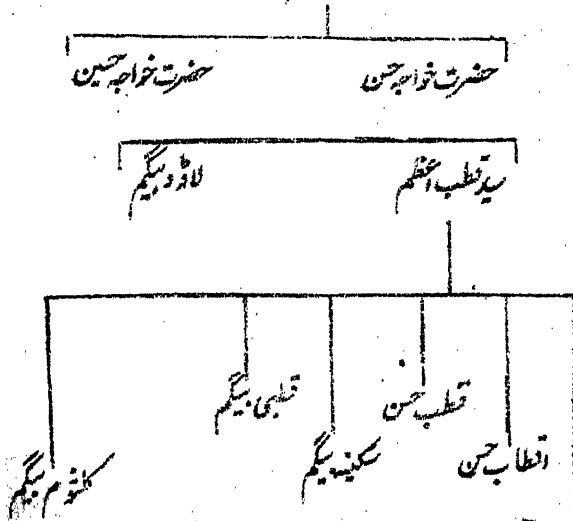 حضرت خواجہ حسن
حضرت خواجہ حسین
سید قطب اعظم
لاڈو بیگم
اقطاب حسن
قطب حسن
سکینہ بیگم
قطبی بیگم
کلثوم بیگم